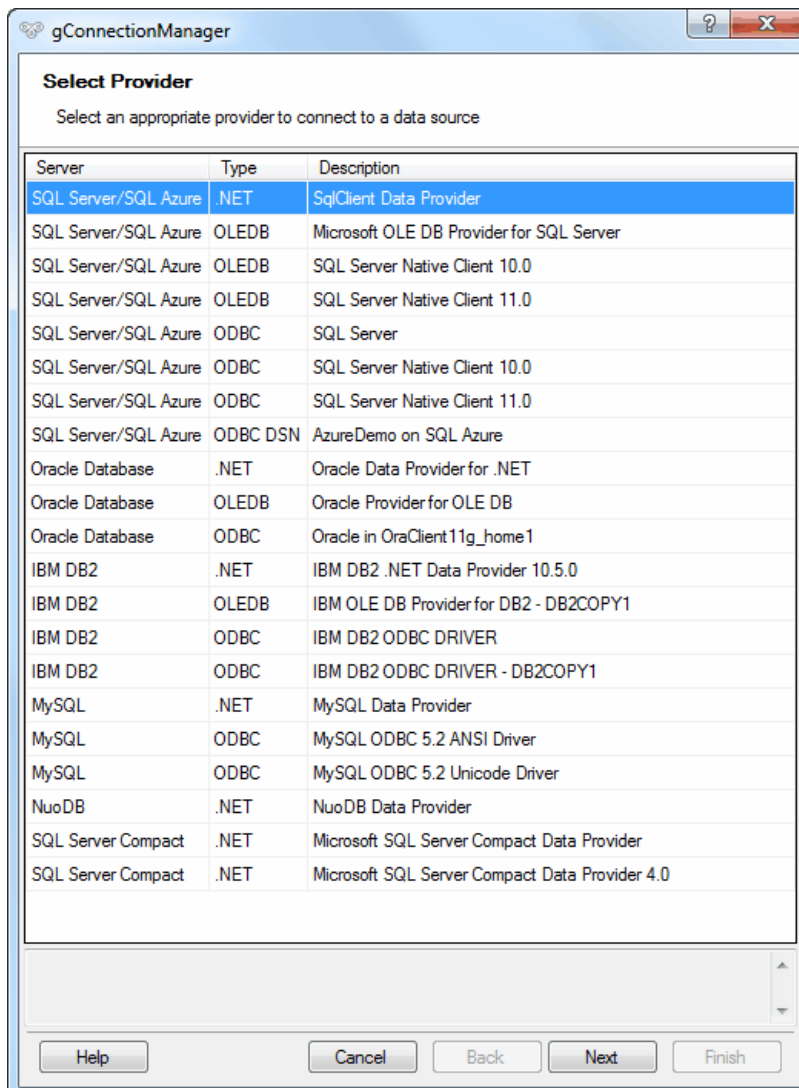 gConnectionManager
? X
Select Provider
Select an appropriate provider to connect to a data source
Server Type Description
SQL Server/SQL Azure .NET SqlClient Data Provider
SQL Server/SQL Azure OLEDB Microsoft OLE DB Provider for SQL Server
SQL Server/SQL Azure OLEDB SQL Server Native Client 10.0
SQL Server/SQL Azure OLEDB SQL Server Native Client 11.0
SQL Server/SQL Azure ODBC SQL Server
SQL Server/SQL Azure ODBC SQL Server Native Client 10.0
SQL Server/SQL Azure ODBC SQL Server Native Client 11.0
SQL Server/SQL Azure ODBC DSN AzureDemo on SQL Azure
Oracle Database .NET Oracle Data Provider for .NET
Oracle Database OLEDB Oracle Provider for OLE DB
Oracle Database ODBC Oracle in OraClient11g_home1
IBM DB2 .NET IBM DB2 .NET Data Provider 10.5.0
IBM DB2 OLEDB IBM OLE DB Provider for DB2 - DB2COPY1
IBM DB2 ODBC IBM DB2 ODBC DRIVER
IBM DB2 ODBC IBM DB2 ODBC DRIVER - DB2COPY1
MySQL .NET MySQL Data Provider
MySQL ODBC MySQL ODBC 5.2 ANSI Driver
MySQL ODBC MySQL ODBC 5.2 Unicode Driver
NuoDB .NET NuoDB Data Provider
SQL Server Compact .NET Microsoft SQL Server Compact Data Provider
SQL Server Compact .NET Microsoft SQL Server Compact Data Provider 4.0
Help Cancel Back Next Finish